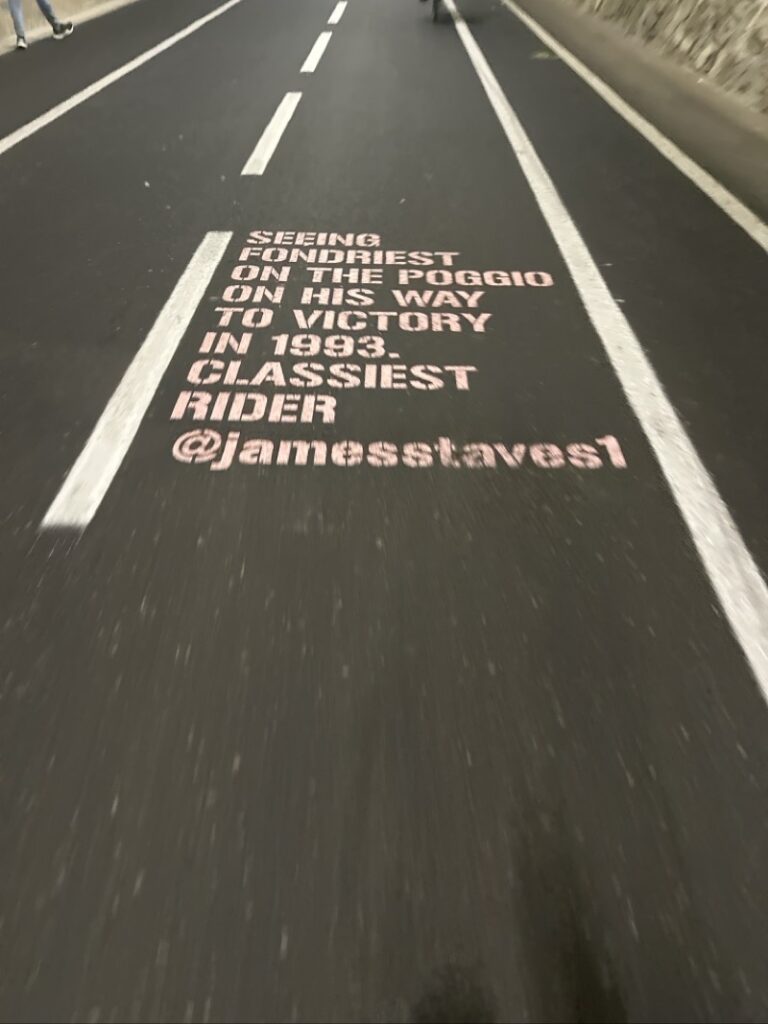 SEEING
FONDRIEST
ON THE POGGIO
ON HIS WAY
TO VICTORY
IN 1993.
CLASSIEST
RIDER
@jamesstaves1